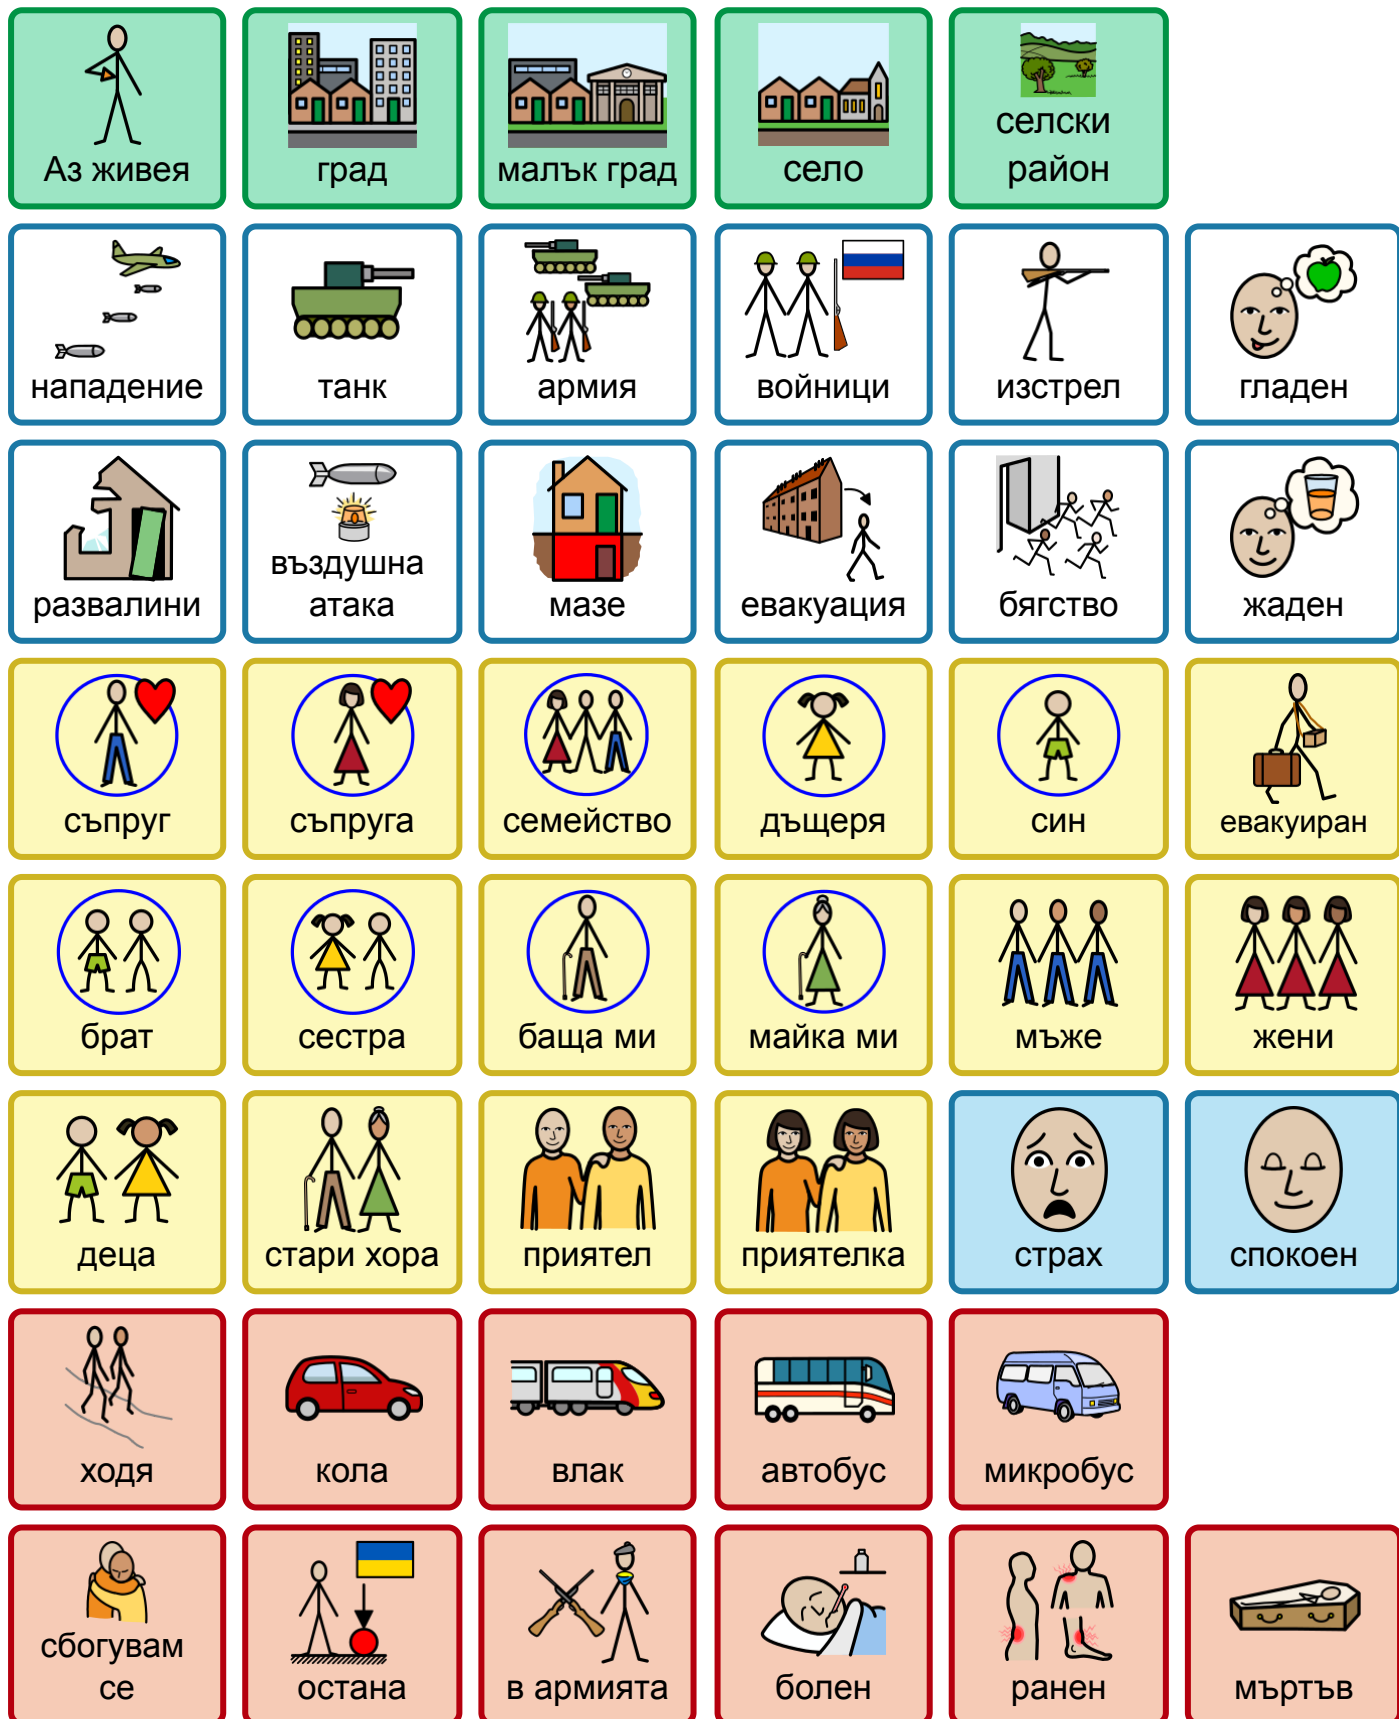 Аз живея
град
малък град
село
селски
район
нападение
танк
армия
войници
изстрел
гладен
развалини
въздушна
атака
мазе
евакуация
бягство
жаден
съпруг
съпруга
семейство
дъщеря
син
евакуиран
брат
сестра
баща ми
майка ми
мъже
жени
деца
стари хора
приятел
приятелка
страх
спокоен
ходя
кола
влак
автобус
микробус
сбогувам
се
остана
в армията
болен
ранен
мъртъв